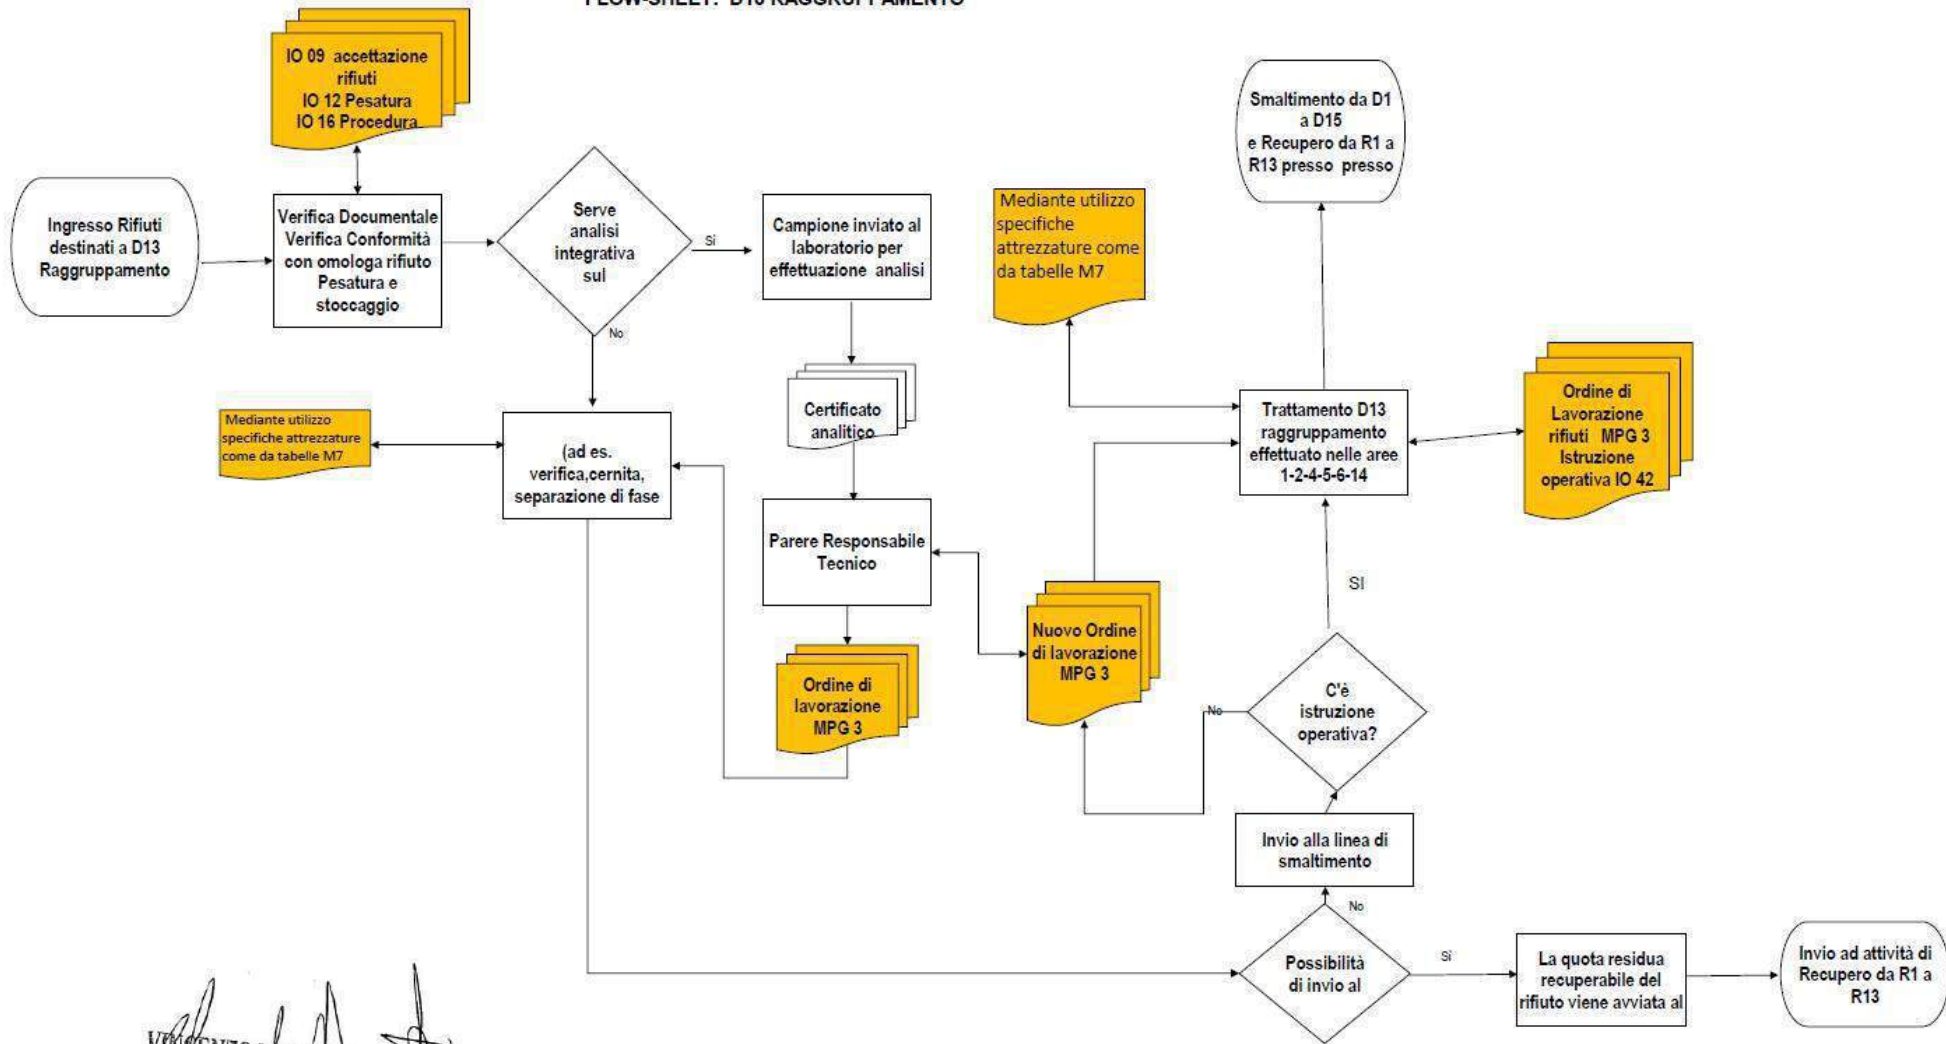 FLOW-SHEET: D13 RAGGRUPPAMENTO
IO 09 accettazione
rifiuti
IO 12 Pesatura
IO 16 Procedura
Ingresso Rifiuti
destinati a D13
Raggruppamento
Verifica Documentale
Verifica Conformità
con omologa rifiuto
Pesatura e
stoccaggio
Serve
analisi
integrativa
sul
Si
No
Campione inviato al
laboratorio per
effettuazione analisi
Certificato
analitico
Mediante utilizzo
specifiche attrezzature
come da tabelle M7
(ad es.
verifica,cernita,
separazione di fase
Parere Responsabile
Tecnico
Ordine di
lavorazione
MPG 3
Mediante utilizzo
specifiche
attrezzature come
da tabelle M7
Smaltimento da D1
a D15
e Recupero da R1 a
R13 presso presso
Trattamento D13
raggruppamento
effettuato nelle aree
1-2-4-5-6-14
Ordine di
Lavorazione
rifiuti MPG 3
Istruzione
operativa IO 42
SI
Nuovo Ordine
di lavorazione
MPG 3
No
C'è
istruzione
operativa?
Invio alla linea di
smaltimento
No
Possibilità
di invio al
Si
La quota residua
recuperabile del
rifiuto viene avviata al
Invio ad attività di
Recupero da R1 a
R13